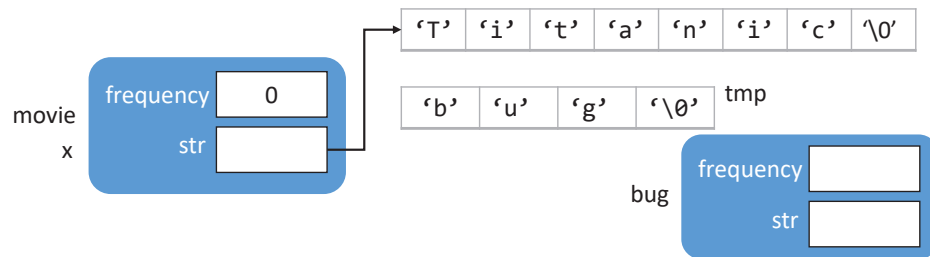 ‘T’ ‘i’ ‘t’ ‘a’ ‘n’ ‘i’ ‘c’ ‘\0’
frequency 0
movie
x
str
‘b’ ‘u’ ‘g’ ‘\0’ tmp
frequency
bug
str